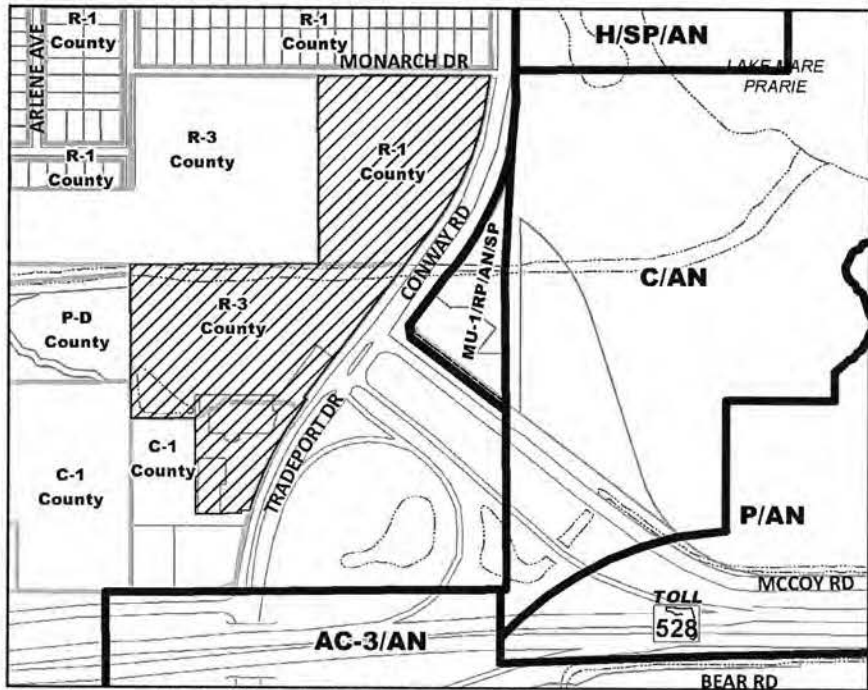 R-1
County
R-1
County
H/SP/AN
MONARCH DR
ARLENE AVE
LAKE MARE
PRARIE
R-3
County
R-1
County
R-1
County
CONWAY RD
MU-1/RP/AN/SP
C/AN
R-3
County
P-D
County
TRADEPORT DR
C-1
County
C-1
County
P/AN
MCCOY RD
TOLL
528
AC-3/AN
BEAR RD